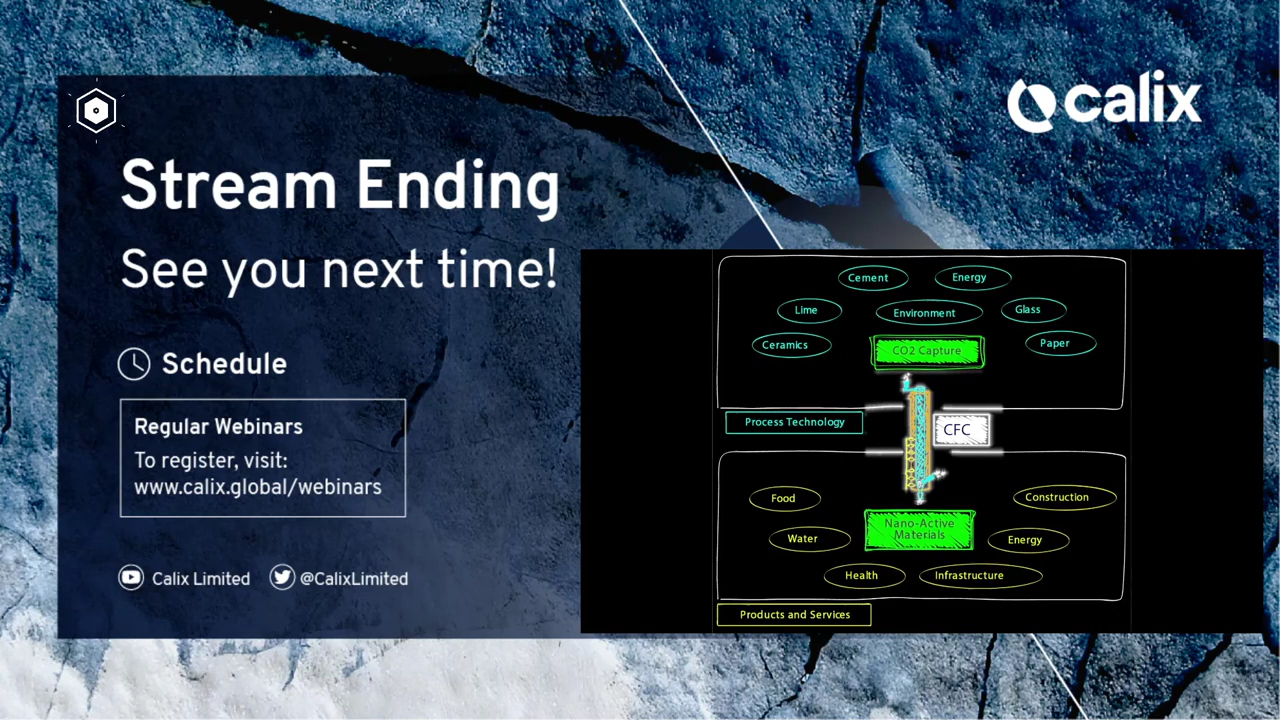 calix
Stream Ending
See you next time!
Schedule
Regular Webinars
To register, visit:
www.calix.global/webinars
Calix Limited @CalixLimited
Cement Energy
Lime Environment Glass
Ceramics CO2 Capture Paper
Process Technology CFC
Food Construction
Nano-Active
Materials
Water Energy
Health Infrastructure
Products and Services